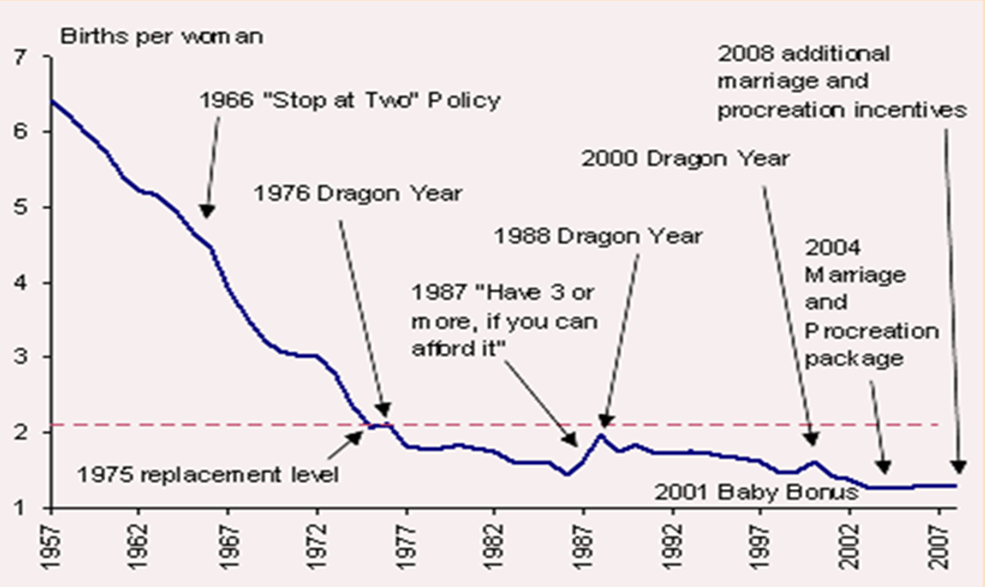 Births per woman
7
6
5
4
3
2
1
1966 "Stop at Two" Policy
1976 Dragon Year
1987 "Have 3 or
more, if you can
afford it"
1988 Dragon Year
2000 Dragon Year
2008 additional
marriage and
procreation incentives
2004
Marriage
and
Procreation
package
1975 replacement level
2001 Baby Bonus
1957
1962
1967
1972
1977
1982
1987
1992
1997
2002
2007